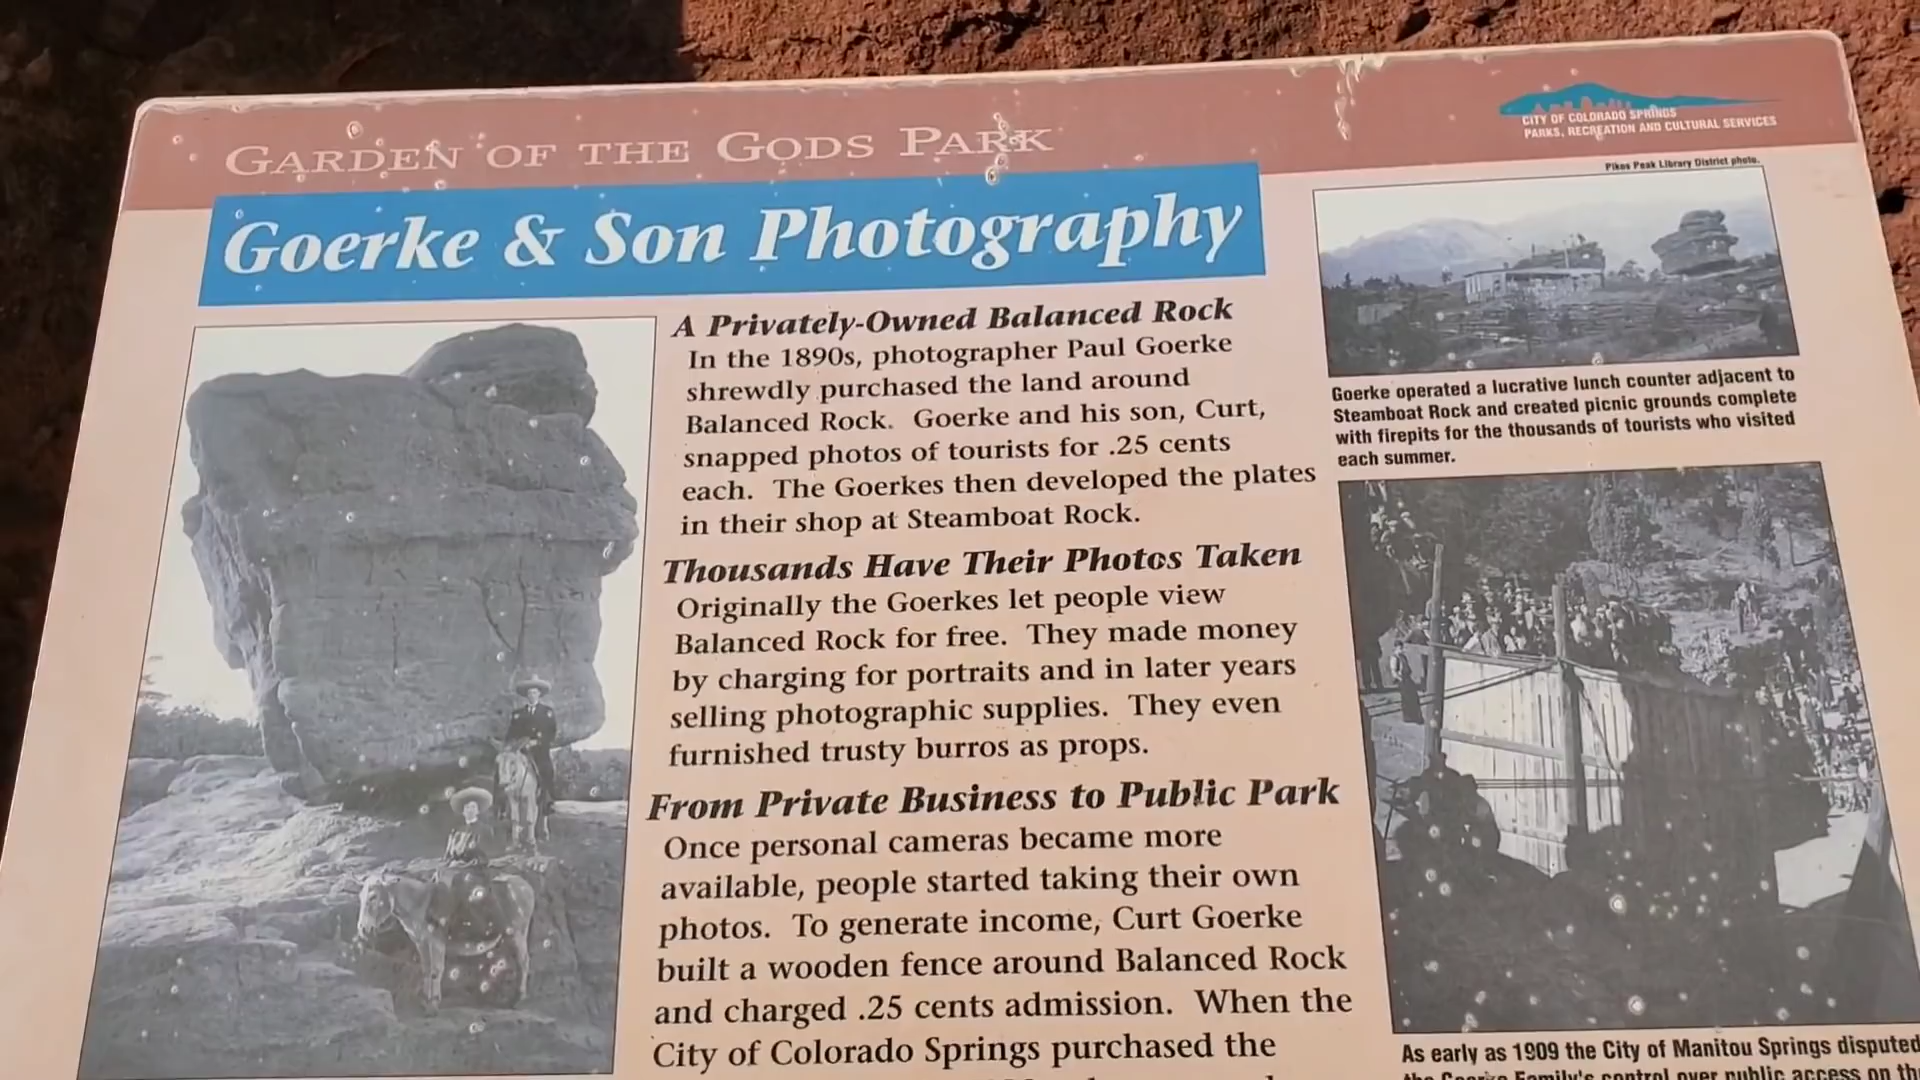 GARDEN OF THE GODS PARK
CITY OF COLORADO SPRINGS
PARKS, RECREATION AND CULTURAL SERVICES
Goerke & Son Photography
A Privately-Owned Balanced Rock
In the 1890s, photographer Paul Goerke
shrewdly purchased the land around
Balanced Rock. Goerke and his son, Curt,
snapped photos of tourists for .25 cents
each. The Goerkes then developed the plates
in their shop at Steamboat Rock.
Thousands Have Their Photos Taken
Originally the Goerkes let people view
Balanced Rock for free. They made money
by charging for portraits and in later years
selling photographic supplies. They even
furnished trusty burros as props.
From Private Business to Public Park
Once personal cameras became more
available, people started taking their own
photos. To generate income, Curt Goerke
built a wooden fence around Balanced Rock
and charged .25 cents admission. When the
City of Colorado Springs purchased the
Pikes Peak Library District photo.
Goerke operated a lucrative lunch counter adjacent to
Steamboat Rock and created picnic grounds complete
with firepits for the thousands of tourists who visited
each summer.
As early as 1909 the City of Manitou Springs disputed
the Goerke Family's control over public access on the